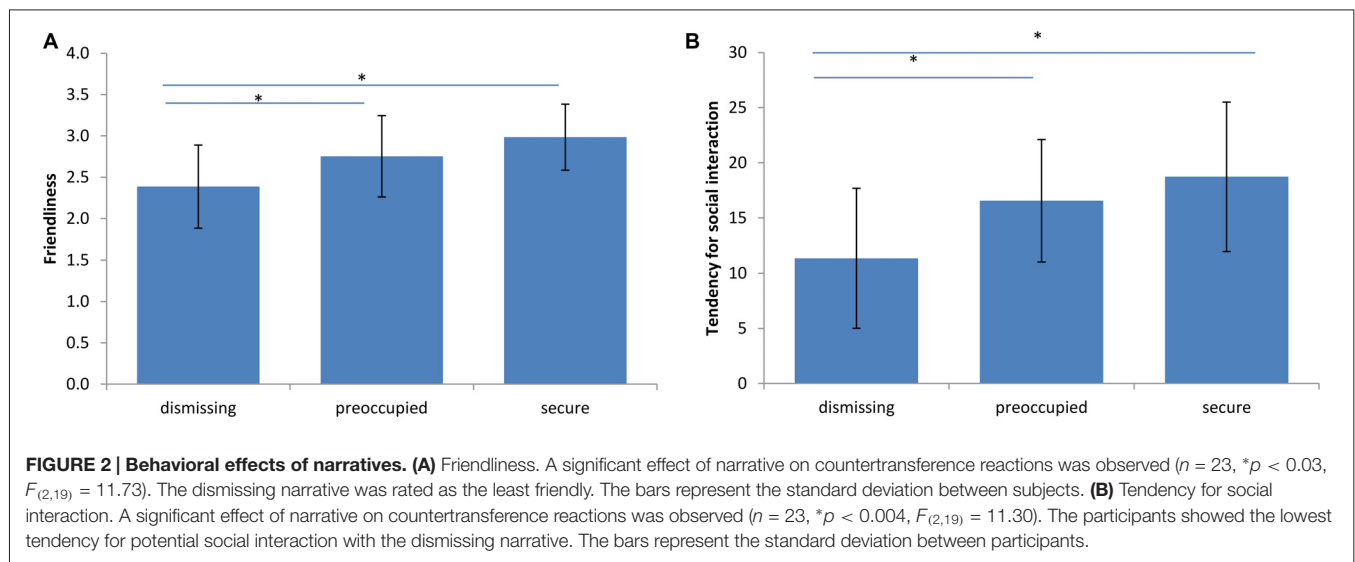 A
4.0
3.5
3.0
2.5
2.0
1.5
1.0
0.5
0.0
Friendliness
*
*
dismissing preoccupied secure
B
30
25
20
15
10
5
0
Tendency for social interaction
*
*
dismissing preoccupied secure
FIGURE 2 | Behavioral effects of narratives. (A) Friendliness. A significant effect of narrative on countertransference reactions was observed (n = 23, *p < 0.03,
F(2,19) = 11.73). The dismissing narrative was rated as the least friendly. The bars represent the standard deviation between subjects. (B) Tendency for social
interaction. A significant effect of narrative on countertransference reactions was observed (n = 23, *p < 0.004, F(2,19) = 11.30). The participants showed the lowest
tendency for potential social interaction with the dismissing narrative. The bars represent the standard deviation between participants.